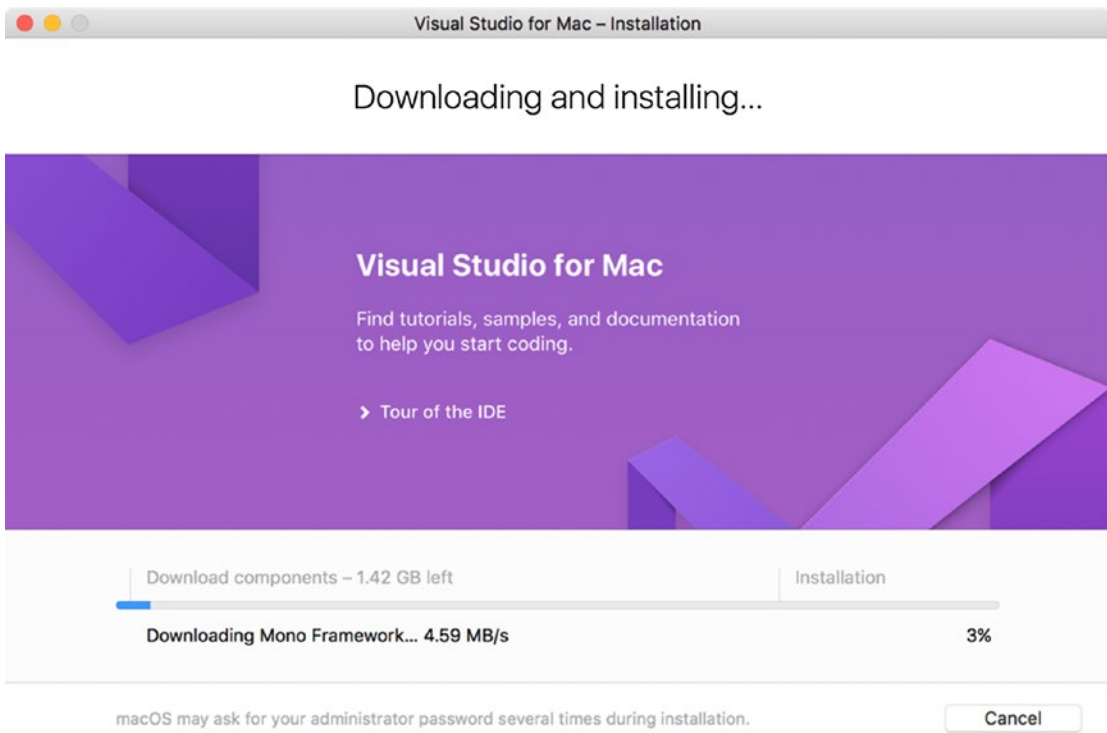 Visual Studio for Mac – Installation
Downloading and installing...
Visual Studio for Mac
Find tutorials, samples, and documentation
to help you start coding.
Tour of the IDE
Download components – 1.42 GB left
Installation
Downloading Mono Framework... 4.59 MB/s
3%
macOS may ask for your administrator password several times during installation.
Cancel